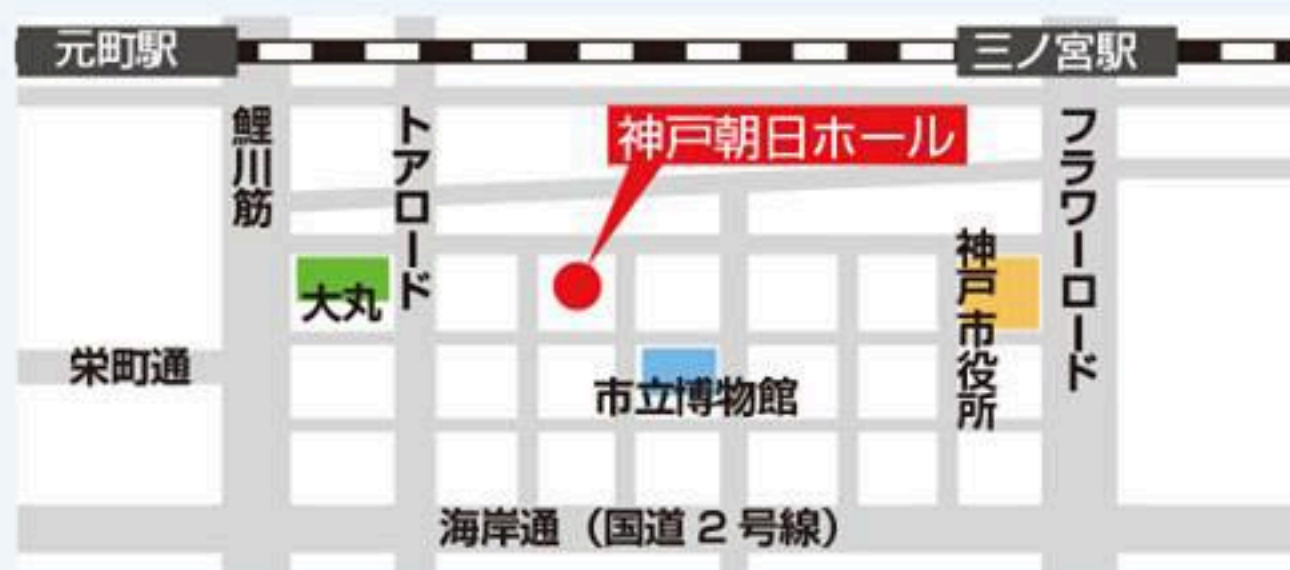 元町駅
三ノ宮駅
鯉川筋
トアロード
神戸朝日ホール
フラワーロード
大丸
神戸市役所
栄町通
市立博物館
海岸通（国道2号線）